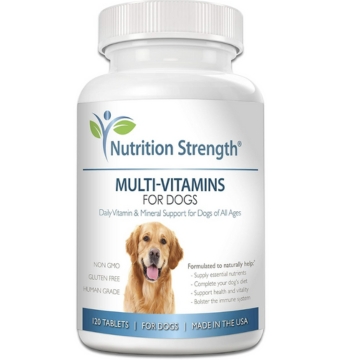 Nutrition Strength®
MULTI-VITAMINS
FOR DOGS
Daily Vitamin & Mineral Support for Dogs of All Ages
NON GMO
GLUTEN FREE
HUMAN-GRADE
Formulated to naturally help:*
- Supply essential nutrients
- Complete your dog's diet
- Support health and vitality
- Bolster the immune system
120 TABLETS | FOR DOGS | MADE IN THE USA